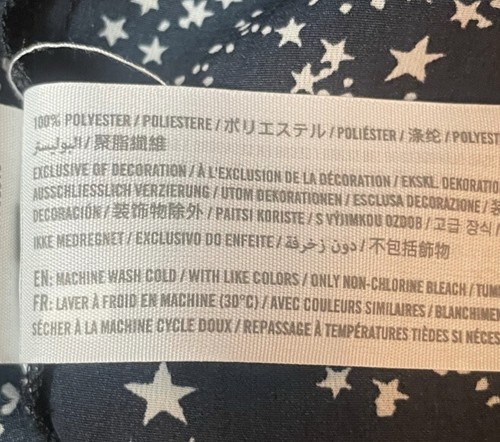 100% POLYESTER / POLIESTERE / ポリエステル / POLIÉSTER / 涤纶 / POLYEST
البوليستر / 聚脂纖維
EXCLUSIVE OF DECORATION / À L'EXCLUSION DE LA DÉCORATION / EKSKL. DEKORATIO
AUSSCHLIESSLICH VERZIERUNG / UTOM DEKORATIONEN / ESCLUSA DECORAZIONE /
DECORACIÓN / 装饰物除外 / PAITSI KORISTE / S VÝJIMKOU OZDOB / 고급 장식 /
IKKE MEDREGNET / EXCLUSIVO DO ENFEITE / دون زخرفة / 不包括飾物
EN: MACHINE WASH COLD / WITH LIKE COLORS / ONLY NON-CHLORINE BLEACH / TUM
FR: LAVER À FROID EN MACHINE (30°C) / AVEC COULEURS SIMILAIRES / BLANCHIMEN
SÉCHER À LA MACHINE CYCLE DOUX / REPASSAGE À TEMPÉRATURES TIÈDES SI NÉCES